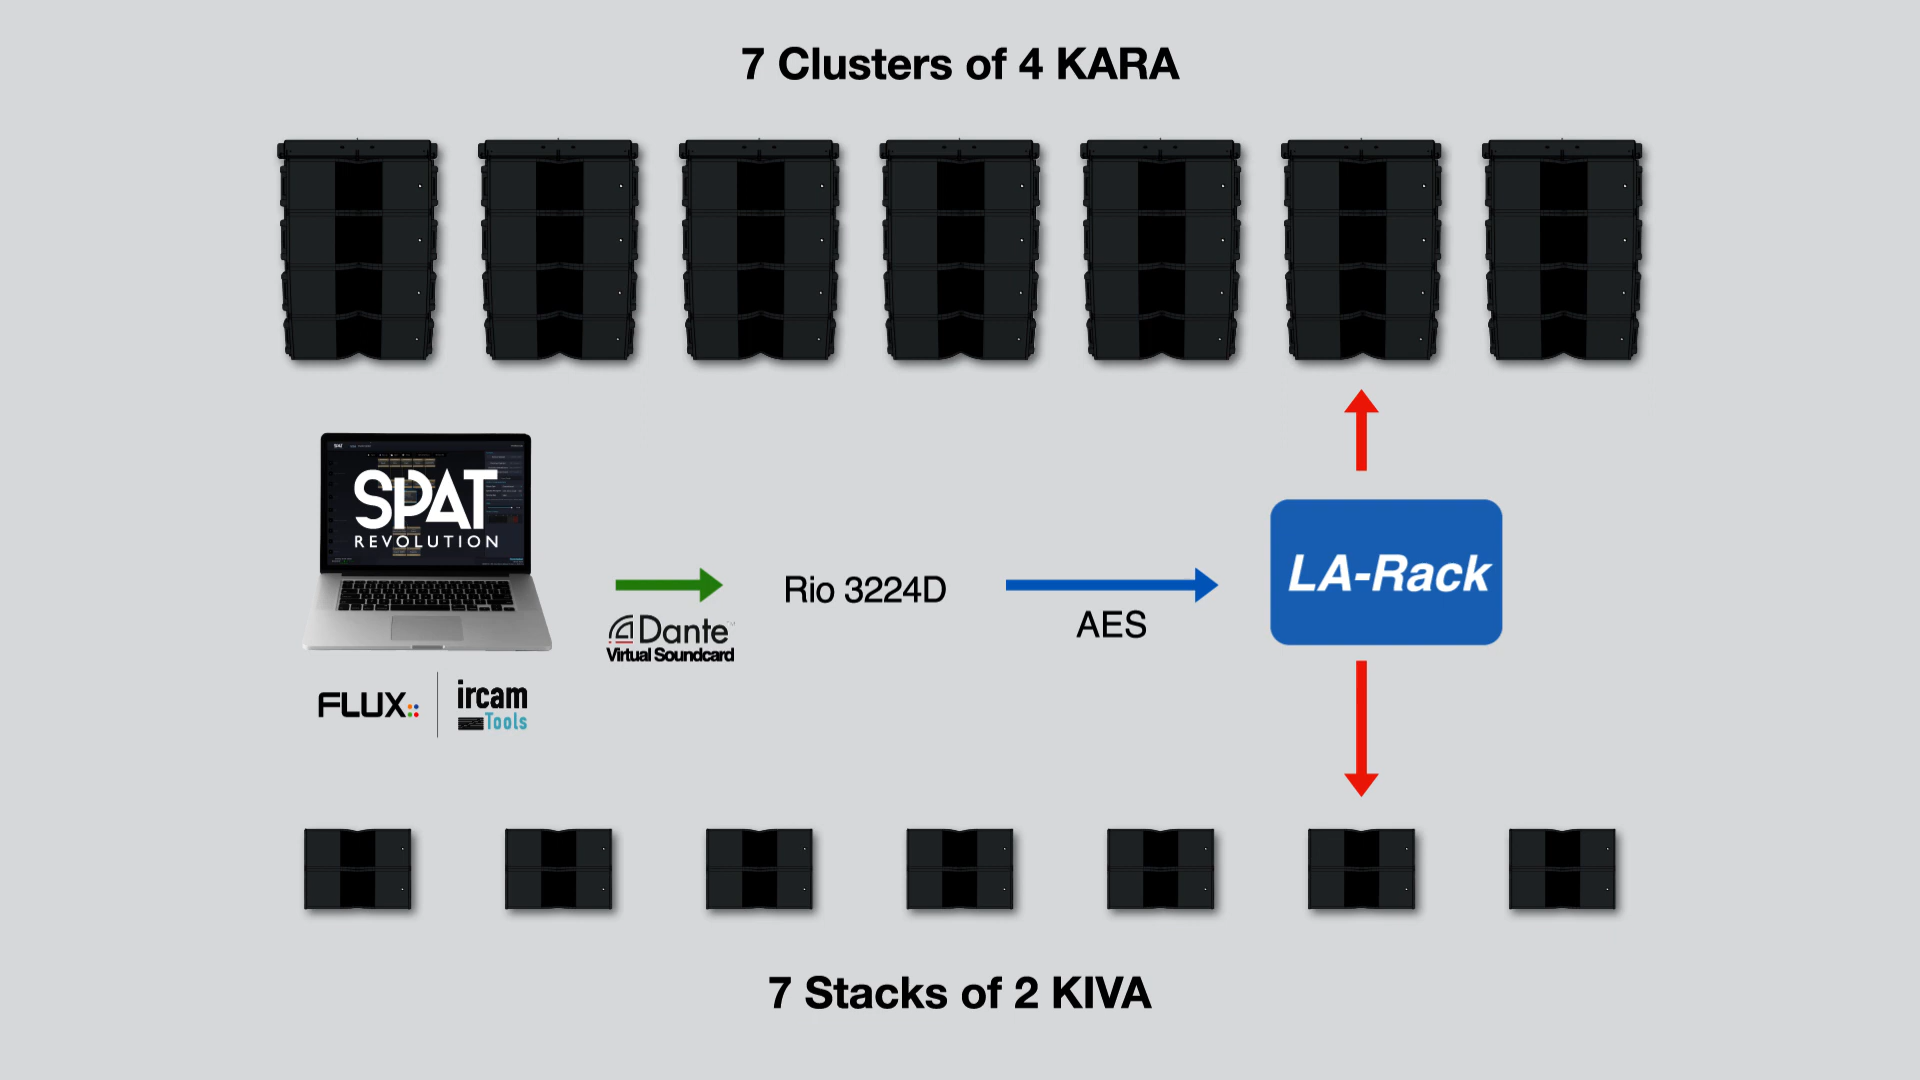 7 Clusters of 4 KARA
SPAT
REVOLUTION
Rio 3224D
LA-Rack
Dante™
Virtual Soundcard
AES
FLUX::
ircam
Tools
7 Stacks of 2 KIVA